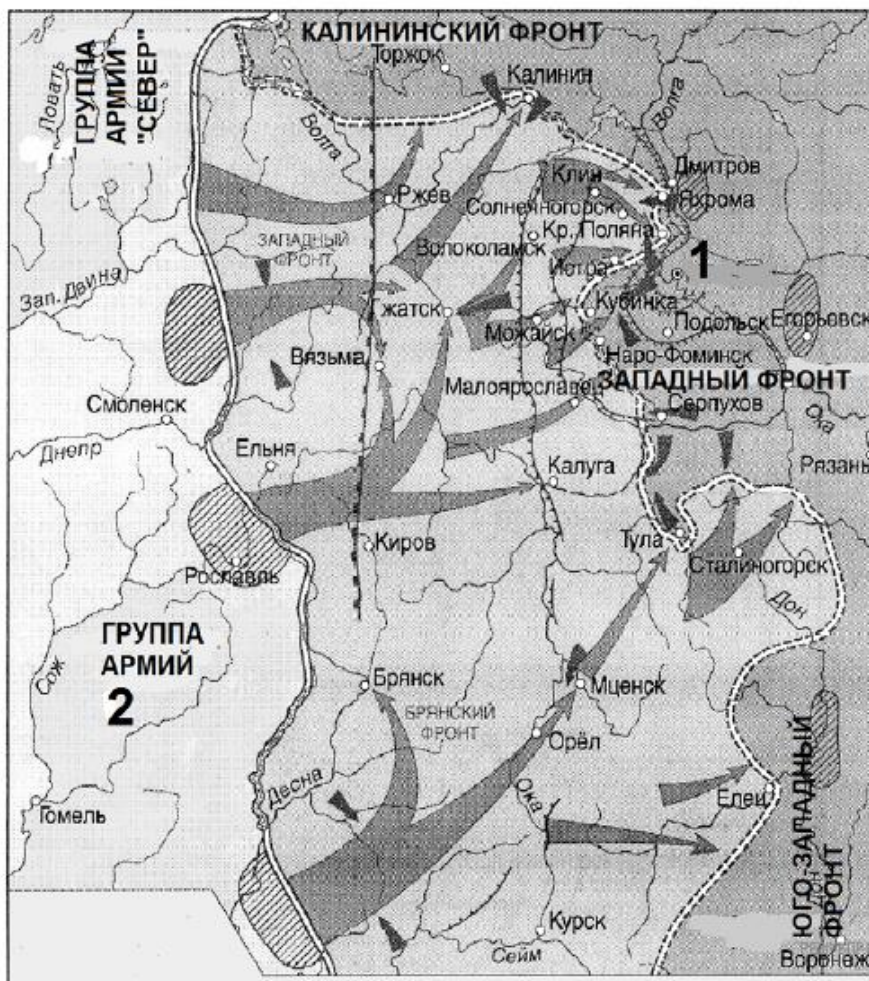 КАЛИНИНСКИЙ ФРОНТ
ГРУППА
АРМИЙ
"СЕВЕР"
Ловать
Торжок
Калинин
Волга
Волга
Дмитров
Яхрома
Клин
Солнечногорск
Ржев
Кр. Поляна
ЗАПАДНЫЙ
ФРОНТ
Волоколамск
Истра
1
Зап. Двина
жатск
Кубинка
Можайск
Подольск
Егорьевск
Вязьма
Наро-Фоминск
Малоярославец
ЗАПАДНЫЙ ФРОНТ
Смоленск
Серпухов
Ока
Днепр
Ельня
Калуга
Рязань
Киров
Тула
Рославль
Сталиногорск
Дон
ГРУППА
АРМИЙ
2
Сож
Брянск
Мценск
БРЯНСКИЙ
ФРОНТ
Орёл
Десна
Ока
Елец
Гомель
ЮГО-ЗАПАДНЫЙ
ФРОНТ
Дон
Курск
Сейм
Воронеж